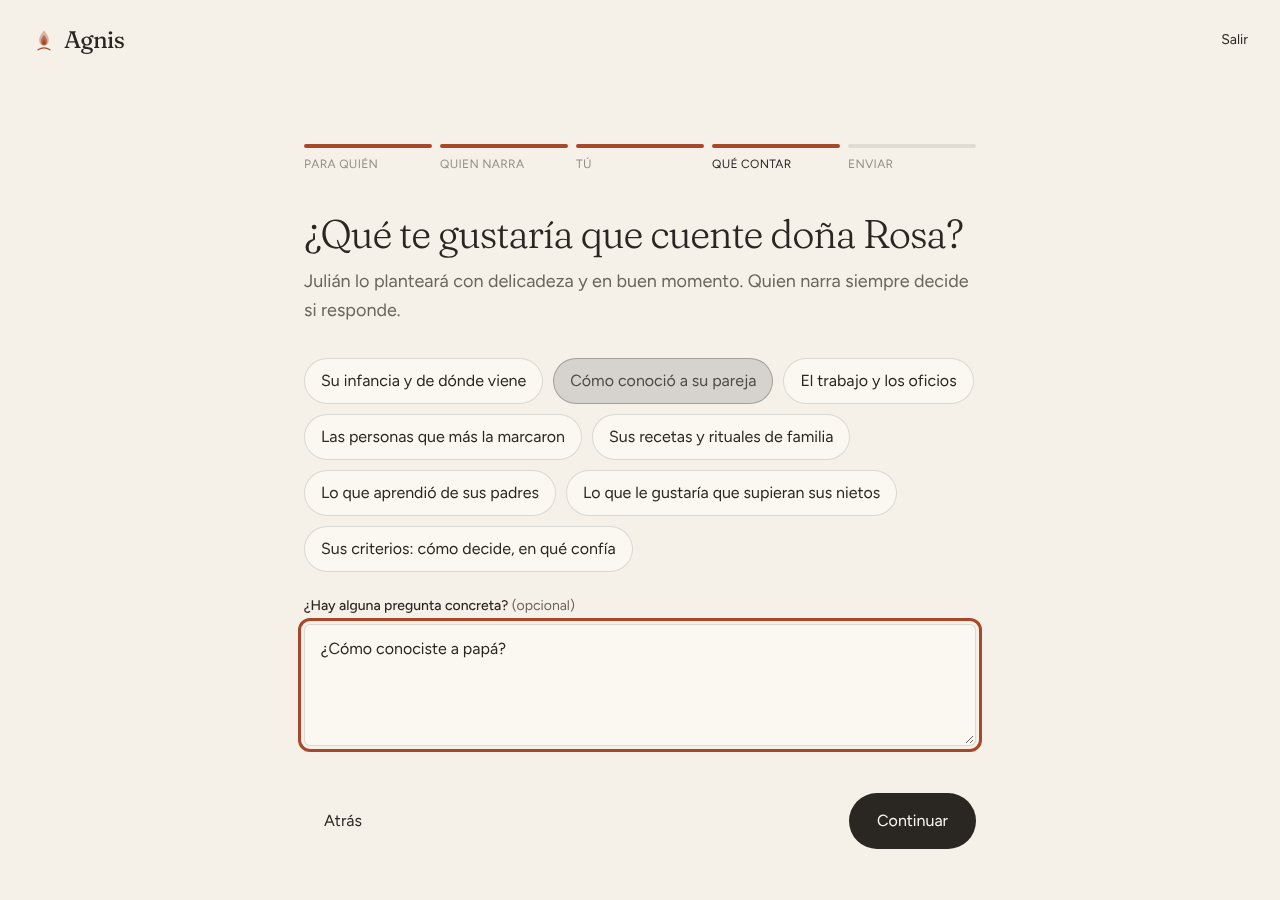 Agnis
Salir
PARA QUIÉN
QUIEN NARRA
TÚ
QUÉ CONTAR
ENVIAR
¿Qué te gustaría que cuente doña Rosa?
Julián lo planteará con delicadeza y en buen momento. Quien narra siempre decide
si responde.
Su infancia y de dónde viene
Cómo conoció a su pareja
El trabajo y los oficios
Las personas que más la marcaron
Sus recetas y rituales de familia
Lo que aprendió de sus padres
Lo que le gustaría que supieran sus nietos
Sus criterios: cómo decide, en qué confía
¿Hay alguna pregunta concreta? (opcional)
¿Cómo conociste a papá?
Atrás
Continuar